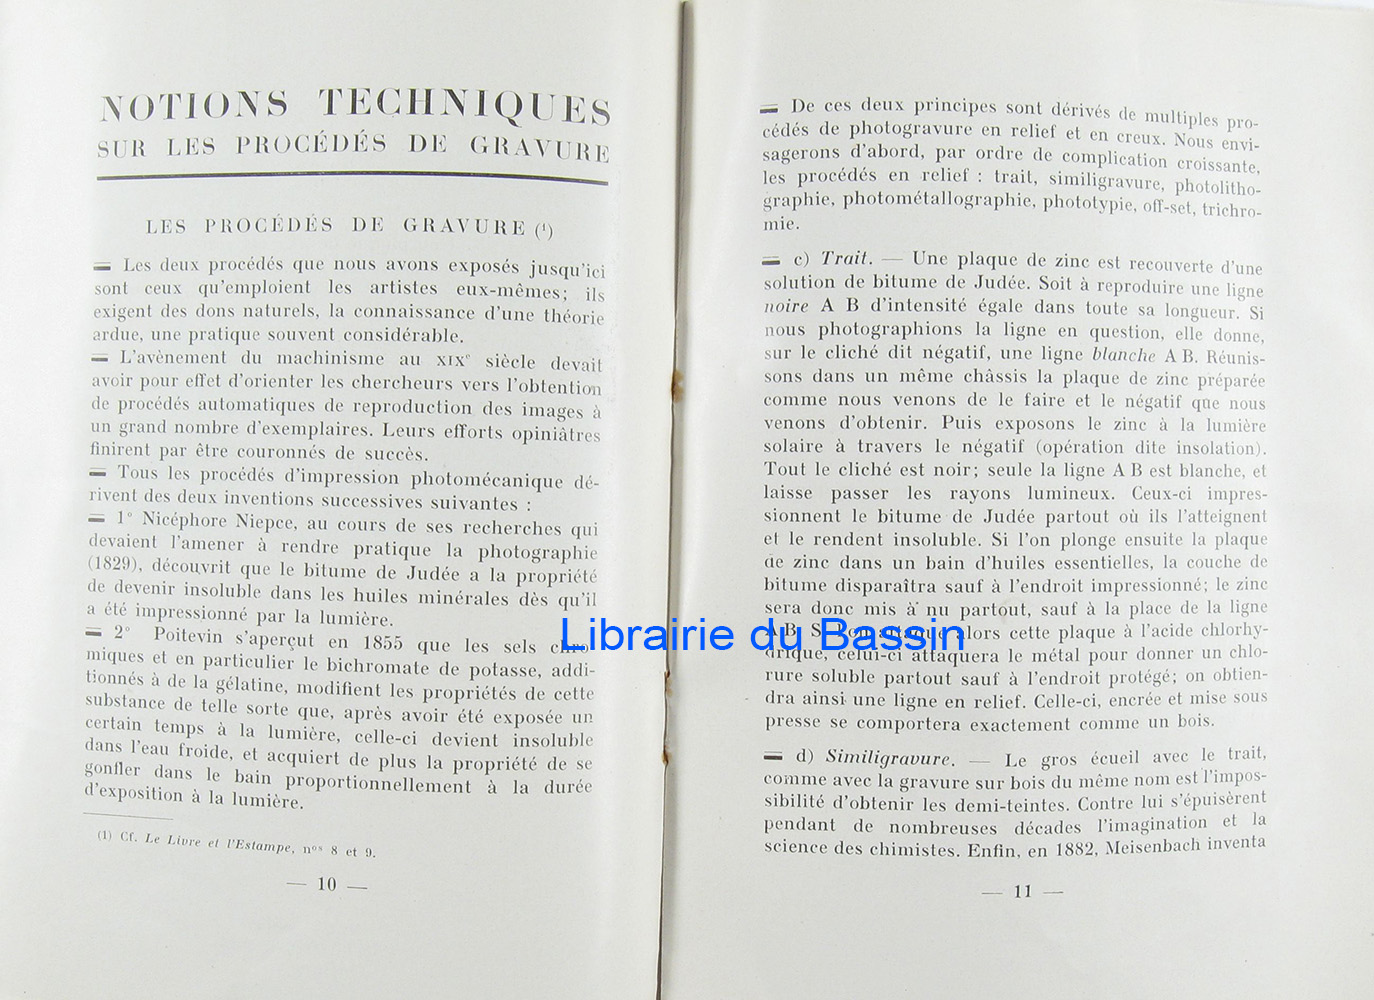 NOTIONS TECHNIQUES
SUR LES PROCÉDÉS DE GRAVURE
LES PROCÉDÉS DE GRAVURE (¹)
Les deux procédés que nous avons exposés jusqu'ici
sont ceux qu'emploient les artistes eux-mêmes; ils
exigent des dons naturels, la connaissance d'une théorie
ardue, une pratique souvent considérable.
L'avènement du machinisme au XIXᵉ siècle devait
avoir pour effet d'orienter les chercheurs vers l'obtention
de procédés automatiques de reproduction des images à
un grand nombre d'exemplaires. Leurs efforts opiniâtres
finirent par être couronnés de succès.
Tous les procédés d'impression photomécanique dé-
rivent des deux inventions successives suivantes :
1° Nicéphore Niepce, au cours de ses recherches qui
devaient l'amener à rendre pratique la photographie
(1829), découvrit que le bitume de Judée a la propriété
de devenir insoluble dans les huiles minérales dès qu'il
a été impressionné par la lumière.
2° Poitevin s'aperçut en 1855 que les sels chro-
miques et en particulier le bichromate de potasse, addi-
tionnés à de la gélatine, modifient les propriétés de cette
substance de telle sorte que, après avoir été exposée un
certain temps à la lumière, celle-ci devient insoluble
dans l'eau froide, et acquiert de plus la propriété de se
gonfler dans le bain proportionnellement à la durée
d'exposition à la lumière.
(1) Cf. Le Livre et l'Estampe, nᵒˢ 8 et 9.
— 10 —
De ces deux principes sont dérivés de multiples pro-
cédés de photogravure en relief et en creux. Nous envi-
sagerons d'abord, par ordre de complication croissante,
les procédés en relief : trait, similigravure, photolitho-
graphie, photométallographie, phototypie, off-set, trichro-
mie.
c) Trait. — Une plaque de zinc est recouverte d'une
solution de bitume de Judée. Soit à reproduire une ligne
noire A B d'intensité égale dans toute sa longueur. Si
nous photographions la ligne en question, elle donne,
sur le cliché dit négatif, une ligne blanche A B. Réunis-
sons dans un même châssis la plaque de zinc préparée
comme nous venons de le faire et le négatif que nous
venons d'obtenir. Puis exposons le zinc à la lumière
solaire à travers le négatif (opération dite insolation).
Tout le cliché est noir; seule la ligne A B est blanche, et
laisse passer les rayons lumineux. Ceux-ci impres-
sionnent le bitume de Judée partout où ils l'atteignent
et le rendent insoluble. Si l'on plonge ensuite la plaque
de zinc dans un bain d'huiles essentielles, la couche de
bitume disparaîtra sauf à l'endroit impressionné; le zinc
sera donc mis à nu partout, sauf à la place de la ligne
A B. Si l'on attaque alors cette plaque à l'acide chlorhy-
drique, celui-ci attaquera le métal pour donner un chlo-
rure soluble partout sauf à l'endroit protégé; on obtien-
dra ainsi une ligne en relief. Celle-ci, encrée et mise sous
presse se comportera exactement comme un bois.
d) Similigravure. — Le gros écueil avec le trait,
comme avec la gravure sur bois du même nom est l'impos-
sibilité d'obtenir les demi-teintes. Contre lui s'épuisèrent
pendant de nombreuses décades l'imagination et la
science des chimistes. Enfin, en 1882, Meisenbach inventa
— 11 —
Librairie du Bassin